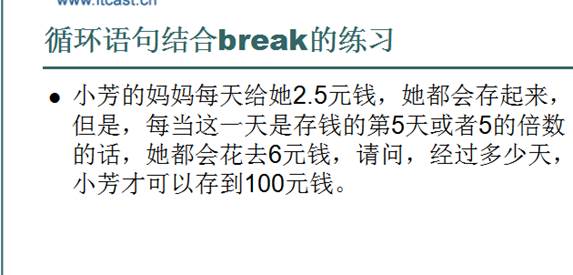 www.itcast.cn
循环语句结合break的练习
● 小芳的妈妈每天给她2.5元钱，她都会存起来，
但是，每当这一天是存钱的第5天或者5的倍数
的话，她都会花去6元钱，请问，经过多少天，
小芳才可以存到100元钱。